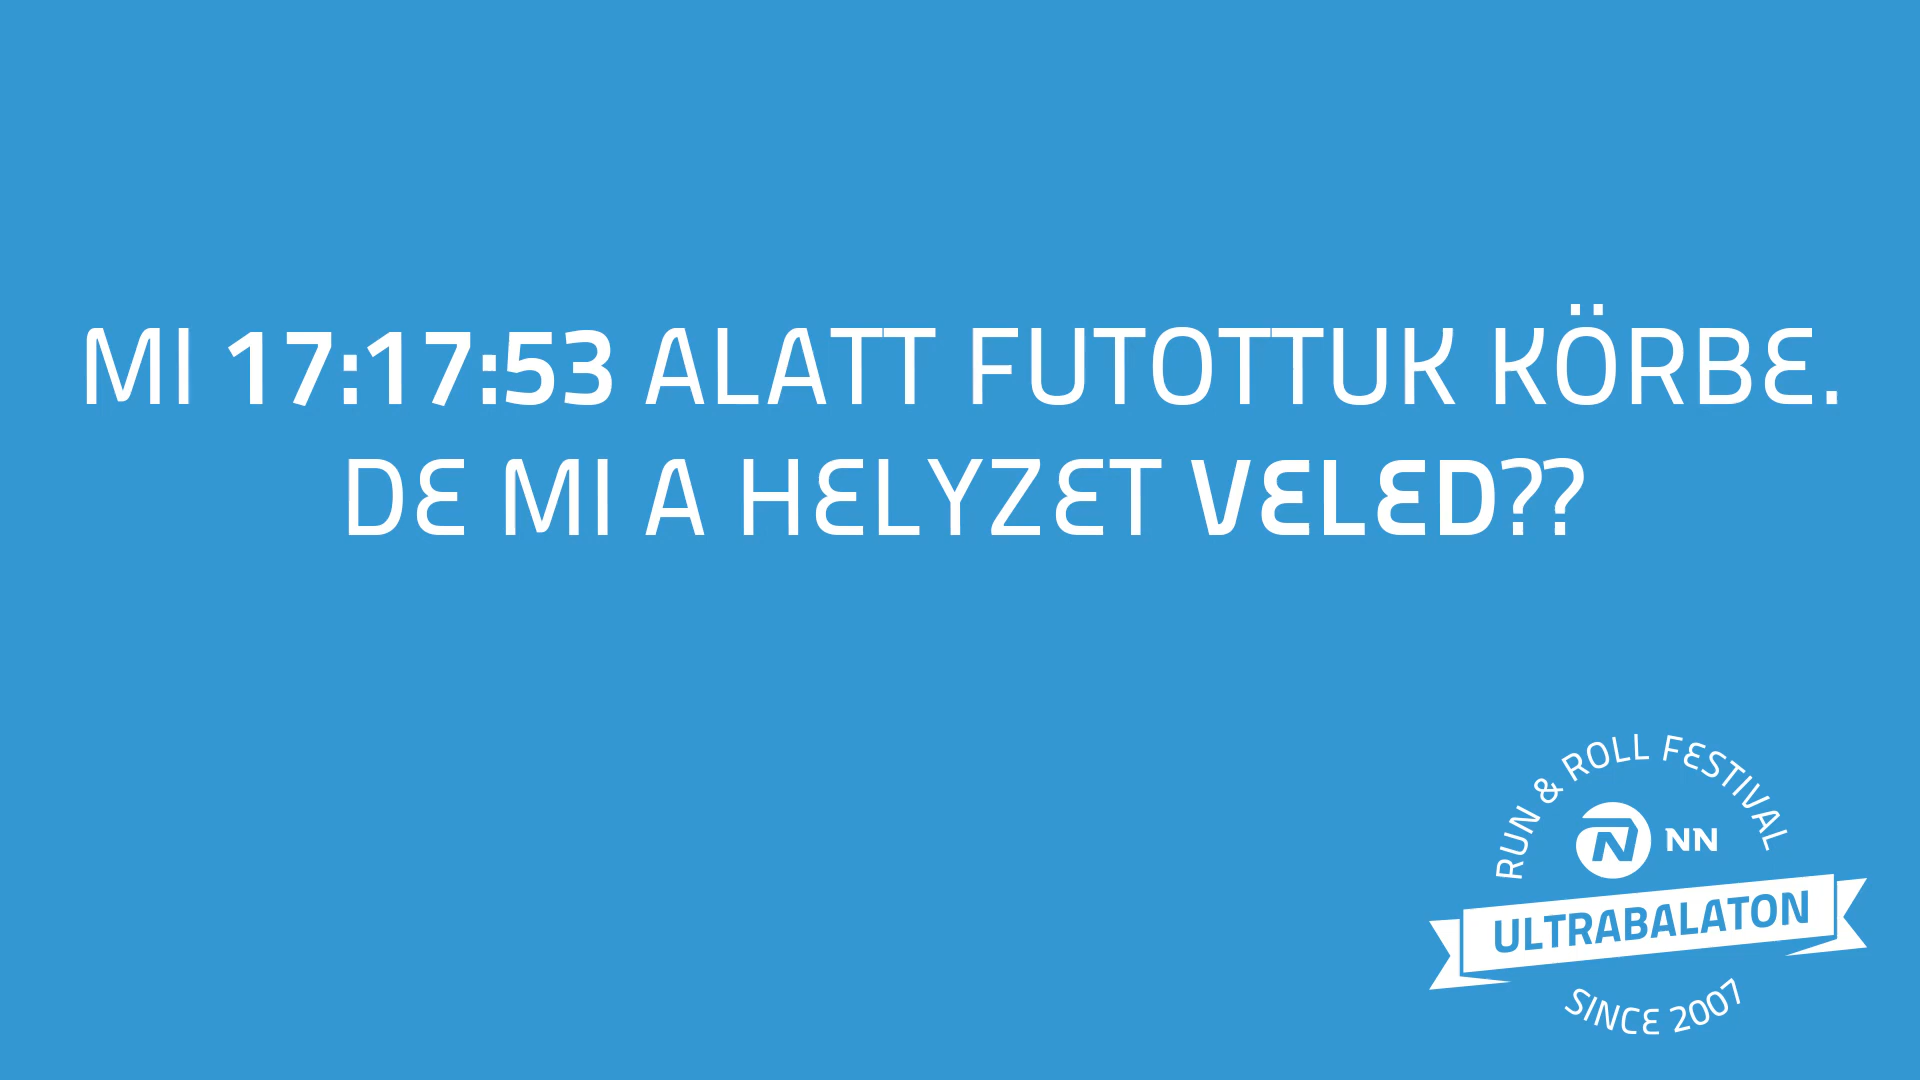 MI 17:17:53 ALATT FUTOTTUK KÖRBE.
DE MI A HELYZET VELED??
RUN & ROLL FESTIVAL
NN
ULTRABALATON
SINCE 2007